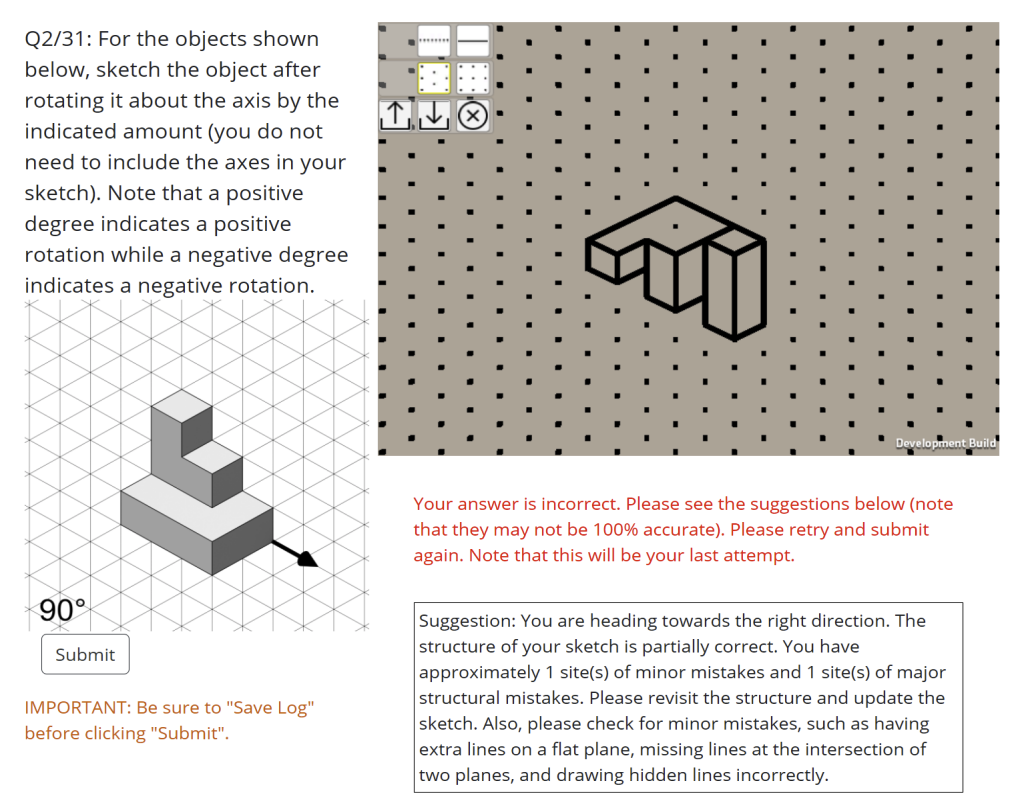 Q2/31: For the objects shown
below, sketch the object after
rotating it about the axis by the
indicated amount (you do not
need to include the axes in your
sketch). Note that a positive
degree indicates a positive
rotation while a negative degree
indicates a negative rotation.
90°
Submit
IMPORTANT: Be sure to "Save Log"
before clicking "Submit".
Development Build
Your answer is incorrect. Please see the suggestions below (note
that they may not be 100% accurate). Please retry and submit
again. Note that this will be your last attempt.
Suggestion: You are heading towards the right direction. The
structure of your sketch is partially correct. You have
approximately 1 site(s) of minor mistakes and 1 site(s) of major
structural mistakes. Please revisit the structure and update the
sketch. Also, please check for minor mistakes, such as having
extra lines on a flat plane, missing lines at the intersection of
two planes, and drawing hidden lines incorrectly.